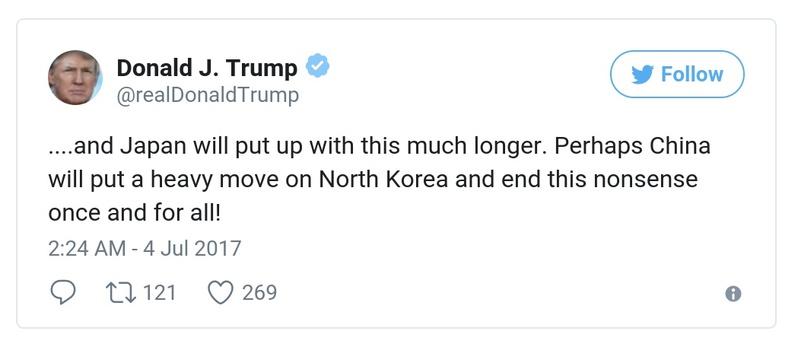 Donald J. Trump
@realDonaldTrump
Follow
....and Japan will put up with this much longer. Perhaps China
will put a heavy move on North Korea and end this nonsense
once and for all!
2:24 AM - 4 Jul 2017
121 269